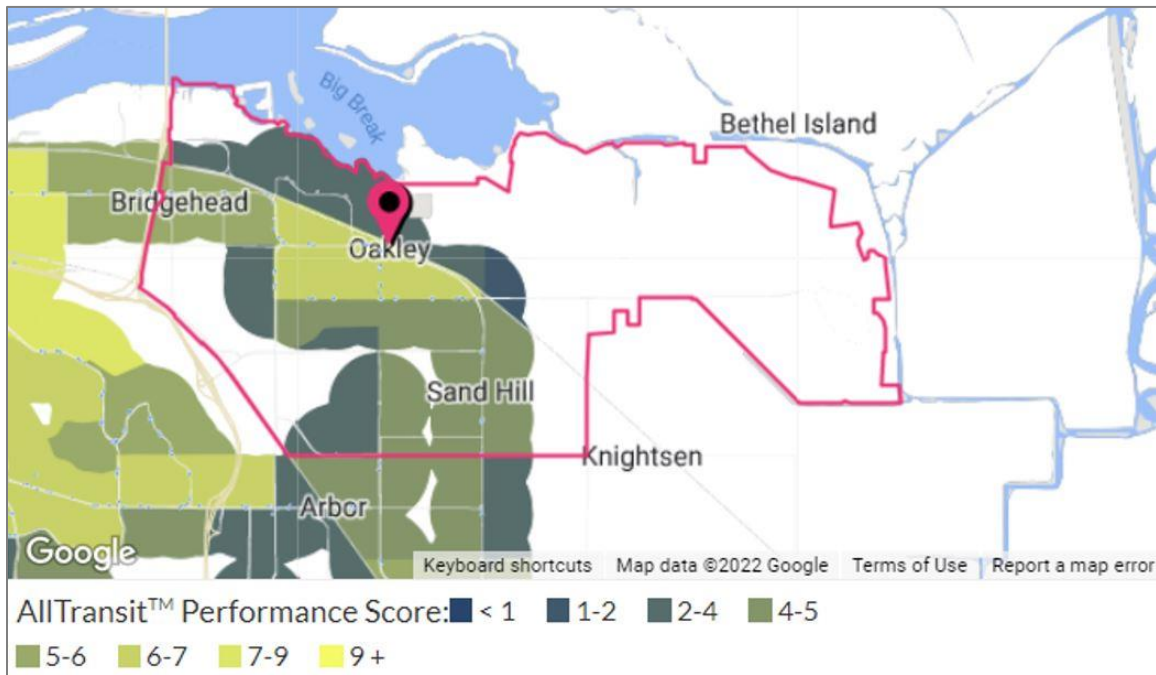 Big Break
Bethel Island
Bridgehead
Oakley
Sand Hill
Knightsen
Arbor
Google
Keyboard shortcuts Map data ©2022 Google Terms of Use Report a map error
AllTransit™ Performance Score: < 1 1-2 2-4 4-5
5-6 6-7 7-9 9 +